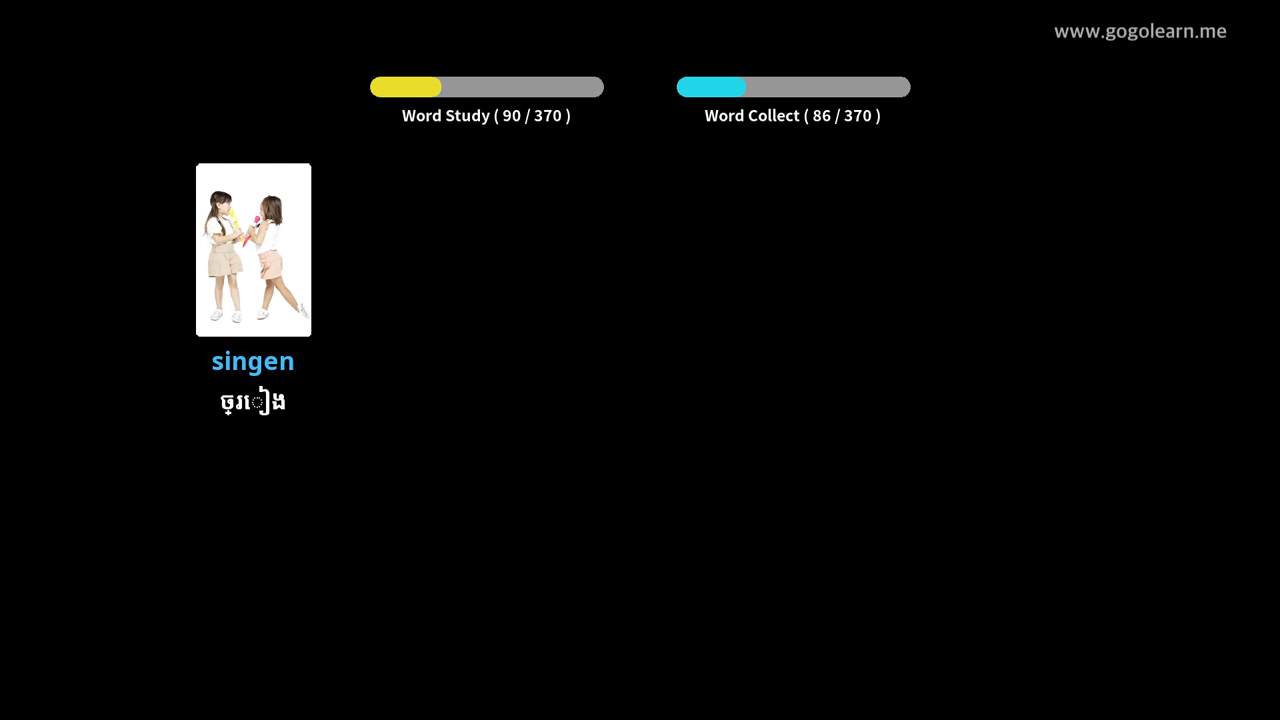 www.gogolearn.me
Word Study ( 90 / 370 )
Word Collect ( 86 / 370 )
singen
ច្រៀង